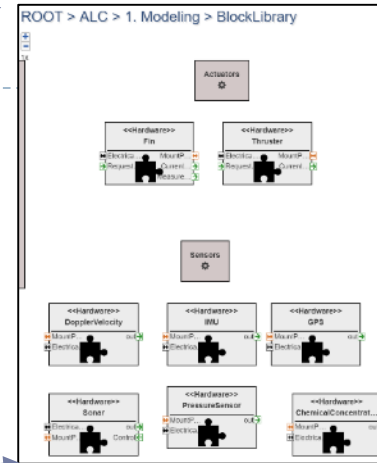 ROOT > ALC > 1. Modeling > BlockLibrary
Actuators
<<Hardware>> <<Hardware>>
Fin Thruster
Electrica... MountP... Electrica... MountP...
Request Current... Request Current...
Measure...
Sensors
<<Hardware>> <<Hardware>> <<Hardware>>
DopplerVelocity IMU GPS
MountP... out MountP... out MountP out
Electrica... Electrica... Electrica
<<Hardware>> <<Hardware>> <<Hardware>>
Sonar PressureSensor ChemicalConcentrat...
Electrica... out MountP... out MountP... out
MountP... Control Electrica... Electrica